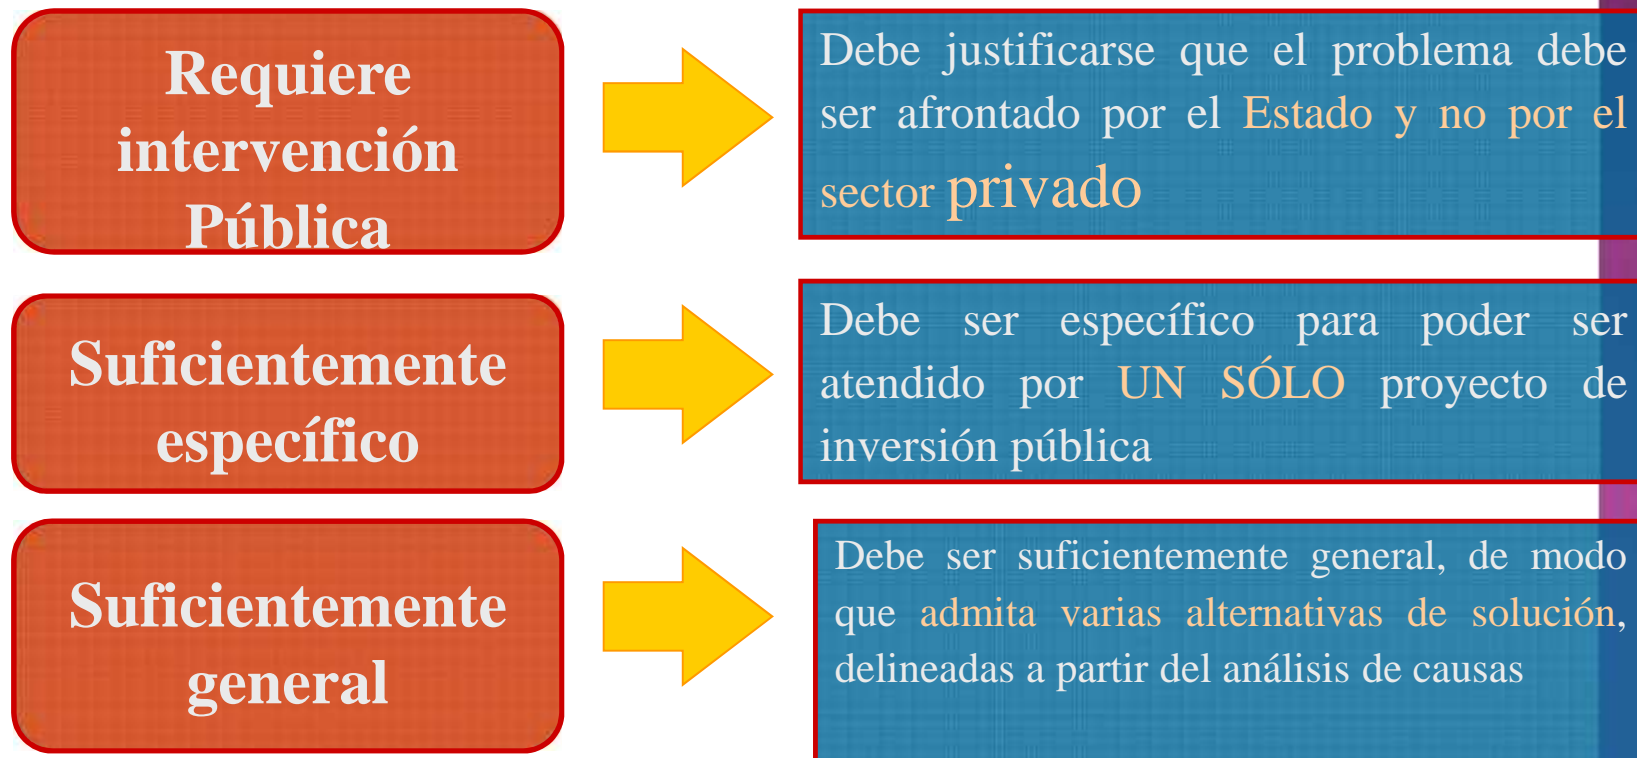 Requiere
intervención
Pública
Debe justificarse que el problema debe
ser afrontado por el Estado y no por el
sector privado
Suficientemente
específico
Debe ser específico para poder ser
atendido por UN SÓLO proyecto de
inversión pública
Suficientemente
general
Debe ser suficientemente general, de modo
que admita varias alternativas de solución,
delineadas a partir del análisis de causas